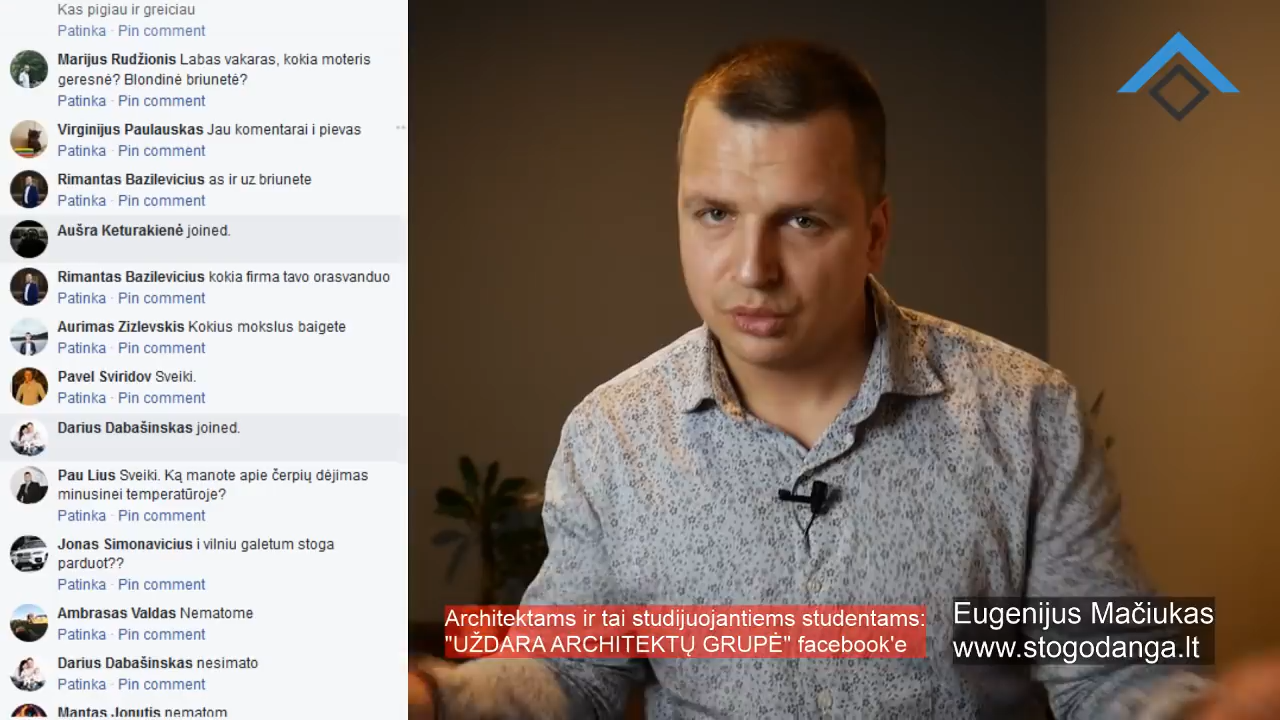 Kas pigiau ir greiciau
Patinka · Pin comment
Marijus Rudžionis Labas vakaras, kokia moteris
geresnė? Blondinė briunetė?
Patinka · Pin comment
Virginijus Paulauskas Jau komentarai i pievas
Patinka · Pin comment
Rimantas Bazilevicius as ir uz briunete
Patinka · Pin comment
Aušra Keturakienė joined.
Rimantas Bazilevicius kokia firma tavo orasvanduo
Patinka · Pin comment
Aurimas Zizlevskis Kokius mokslus baigete
Patinka · Pin comment
Pavel Sviridov Sveiki.
Patinka · Pin comment
Darius Dabašinskas joined.
Pau Lius Sveiki. Ką manote apie čerpių dėjimas
minusinei temperatūroje?
Patinka · Pin comment
Jonas Simonavicius i vilniu galetum stoga
parduot??
Patinka · Pin comment
Ambrasas Valdas Nematome
Patinka · Pin comment
Darius Dabašinskas nesimato
Patinka · Pin comment
Mantas Jonutis nematom
Architektams ir tai studijuojantiems studentams:
"UŽDARA ARCHITEKTŲ GRUPĖ" facebook'e
Eugenijus Mačiukas
www.stogodanga.lt